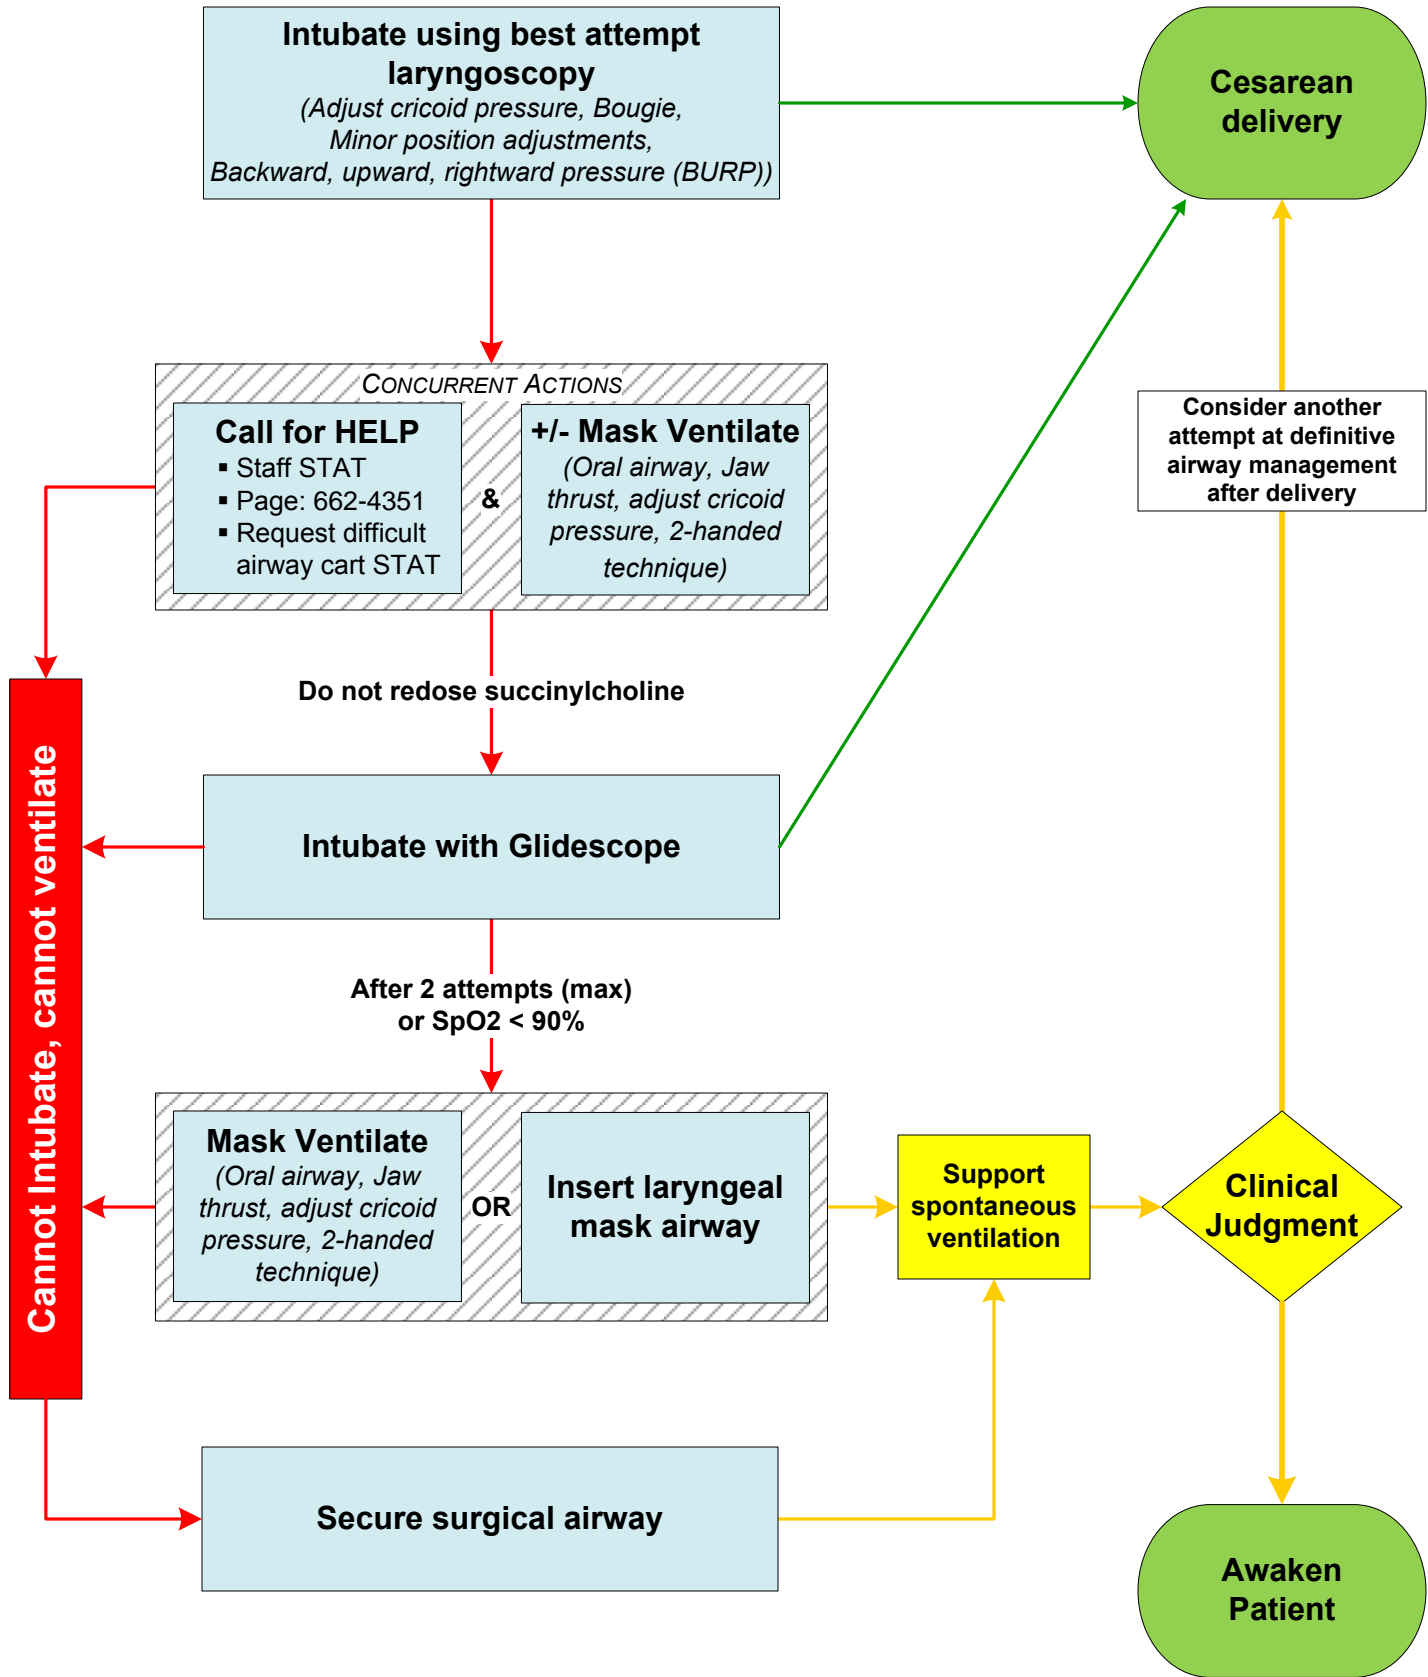 Intubate using best attempt
laryngoscopy
(Adjust cricoid pressure, Bougie,
Minor position adjustments,
Backward, upward, rightward pressure (BURP))
Cesarean
delivery
CONCURRENT ACTIONS
Call for HELP
▪ Staff STAT
▪ Page: 662-4351
▪ Request difficult
airway cart STAT
&
+/- Mask Ventilate
(Oral airway, Jaw
thrust, adjust cricoid
pressure, 2-handed
technique)
Consider another
attempt at definitive
airway management
after delivery
Do not redose succinylcholine
Cannot Intubate, cannot ventilate
Intubate with Glidescope
After 2 attempts (max)
or SpO2 < 90%
Mask Ventilate
(Oral airway, Jaw
thrust, adjust cricoid
pressure, 2-handed
technique)
OR
Insert laryngeal
mask airway
Support
spontaneous
ventilation
Clinical
Judgment
Secure surgical airway
Awaken
Patient